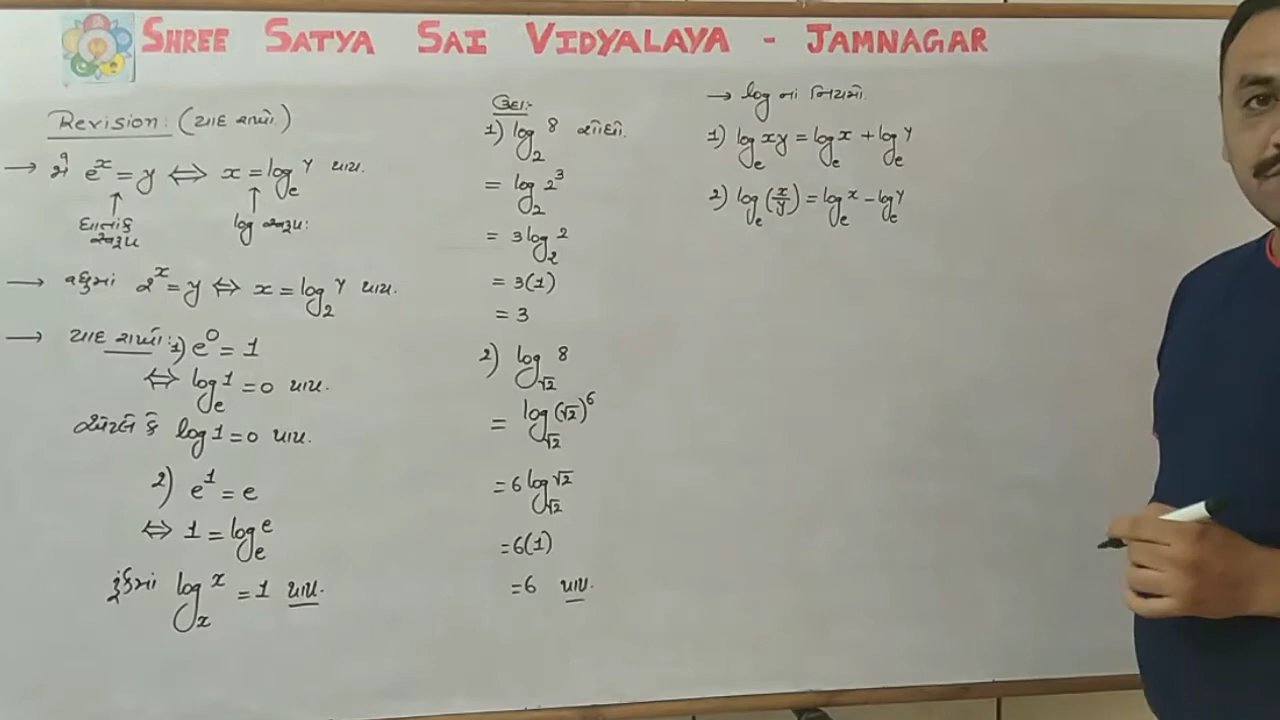 SHREE SATYA SAI VIDYALAYA - JAMNAGAR
Revision: (યાદ રાખો)
→ જો e^x = y ⇔ x = log_e y થાય.
↑ ↑
ઘાતાંક log સ્વરૂપ:
સ્વરૂપ
→ વધુમાં 2^x = y ⇔ x = log_2 y થાય.
→ યાદ રાખો: 1) e^0 = 1
⇔ log_e 1 = 0 થાય.
એટલે કે log 1 = 0 થાય.
2) e^1 = e
⇔ 1 = log_e e
ટૂંકમાં log_x x = 1 થાય.
ઉદા:-
1) log_2 8 શોધો.
= log_2 2^3
= 3 log_2 2
= 3(1)
= 3
2) log_√2 8
= log_√2 (√2)^6
= 6 log_√2 √2
= 6(1)
= 6 થાય.
→ log નાં નિયમો.
1) log_e xy = log_e x + log_e y
2) log_e (x/y) = log_e x - log_e y